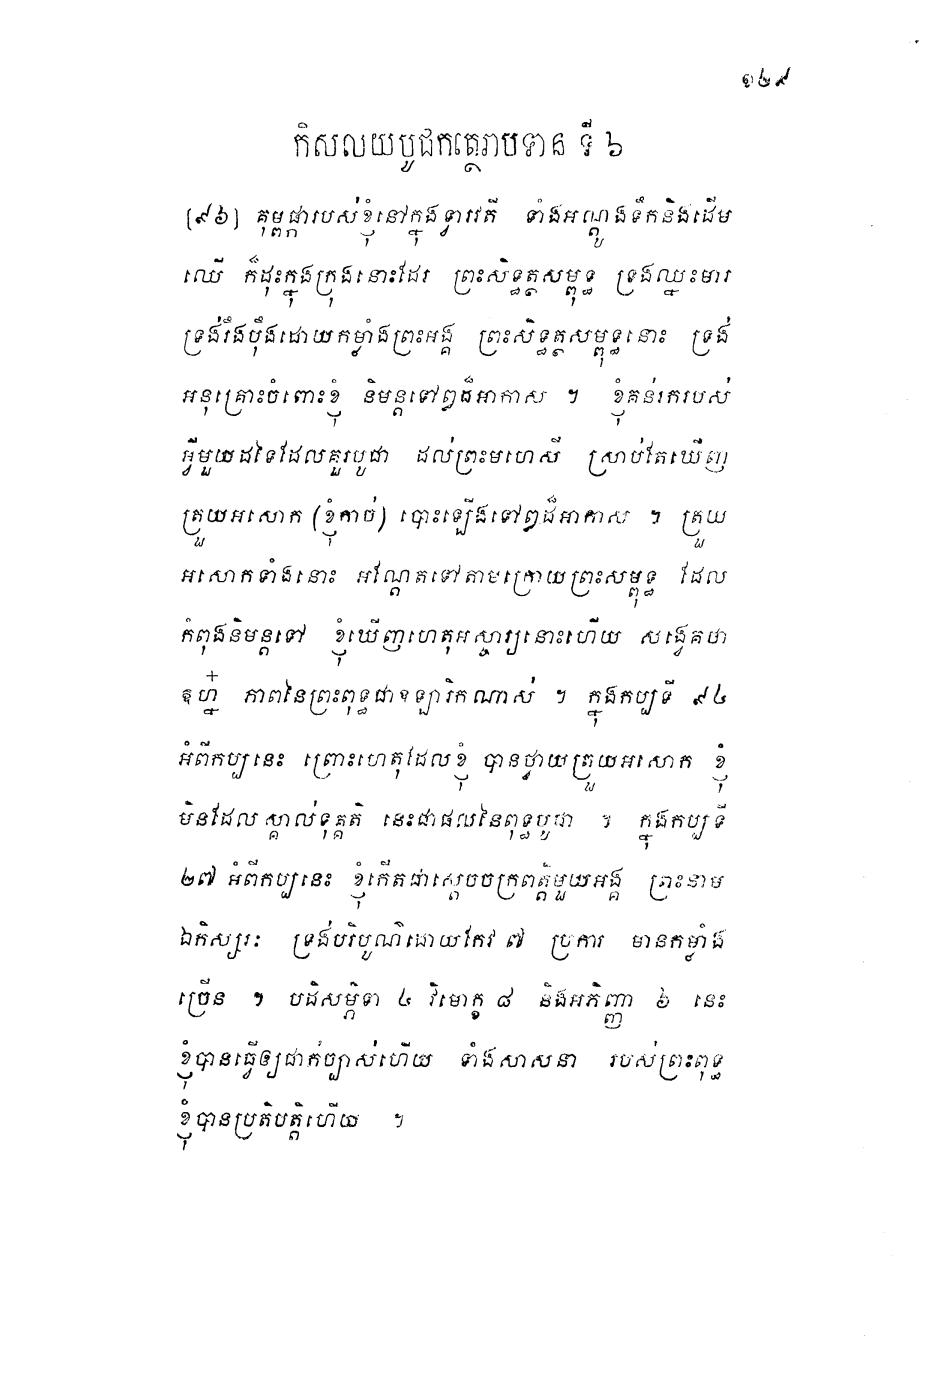 ១២៩
កិសលយបូជកត្ថេរាបទាន ទី ៦
[៩៦] គុម្ពផ្ការបស់ខ្ញុំនៅក្នុងទ្វារវតី ទាំងអណ្តូងទឹកនិងដើម
ឈើ ក៏ដុះក្នុងក្រុងនោះដែរ ព្រះសិទ្ធត្ថសម្ពុទ្ធ ទ្រង់ឈ្នះមារ
ទ្រង់រឹងប៉ឹងដោយកម្លាំងព្រះអង្គ ព្រះសិទ្ធត្ថសម្ពុទ្ធនោះ ទ្រង់
អនុគ្រោះចំពោះខ្ញុំ និមន្តទៅឰដ៏អាកាស ។ ខ្ញុំគន់រករបស់
អ្វីមួយដទៃដែលគួរបូជា ដល់ព្រះមហេសី ស្រាប់តែឃើញ
ត្រួយអសោក (ខ្ញុំកាច់) បោះឡើងទៅឰដ៏អាកាស ។ ត្រួយ
អសោកទាំងនោះ អណ្តែតទៅតាមក្រោយព្រះសម្ពុទ្ធ ដែល
កំពុងនិមន្តទៅ ខ្ញុំឃើញហេតុអស្ចារ្យនោះហើយ សង្វេគថា
ឧហ្ន៎ ភាពនៃព្រះពុទ្ធជាឧឡារិកណាស់ ។ ក្នុងកប្បទី ៩៤
អំពីកប្បនេះ ព្រោះហេតុដែលខ្ញុំ បានថ្វាយត្រួយអសោក ខ្ញុំ
មិនដែលស្គាល់ទុគ្គតិ នេះជាផលនៃពុទ្ធបូជា ។ ក្នុងកប្បទី
២៧ អំពីកប្បនេះ ខ្ញុំកើតជាស្តេចចក្រពត្តិមួយអង្គ ព្រះនាម
ឯកិស្សរៈ ទ្រង់បរិបូណ៌ដោយកែវ ៧ ប្រការ មានកម្លាំង
ច្រើន ។ បដិសម្ភិទា ៤ វិមោក្ខ ៨ និងអភិញ្ញា ៦ នេះ
ខ្ញុំបានធ្វើឲ្យជាក់ច្បាស់ហើយ ទាំងសាសនា របស់ព្រះពុទ្ធ
ខ្ញុំបានប្រតិបត្តិហើយ ។